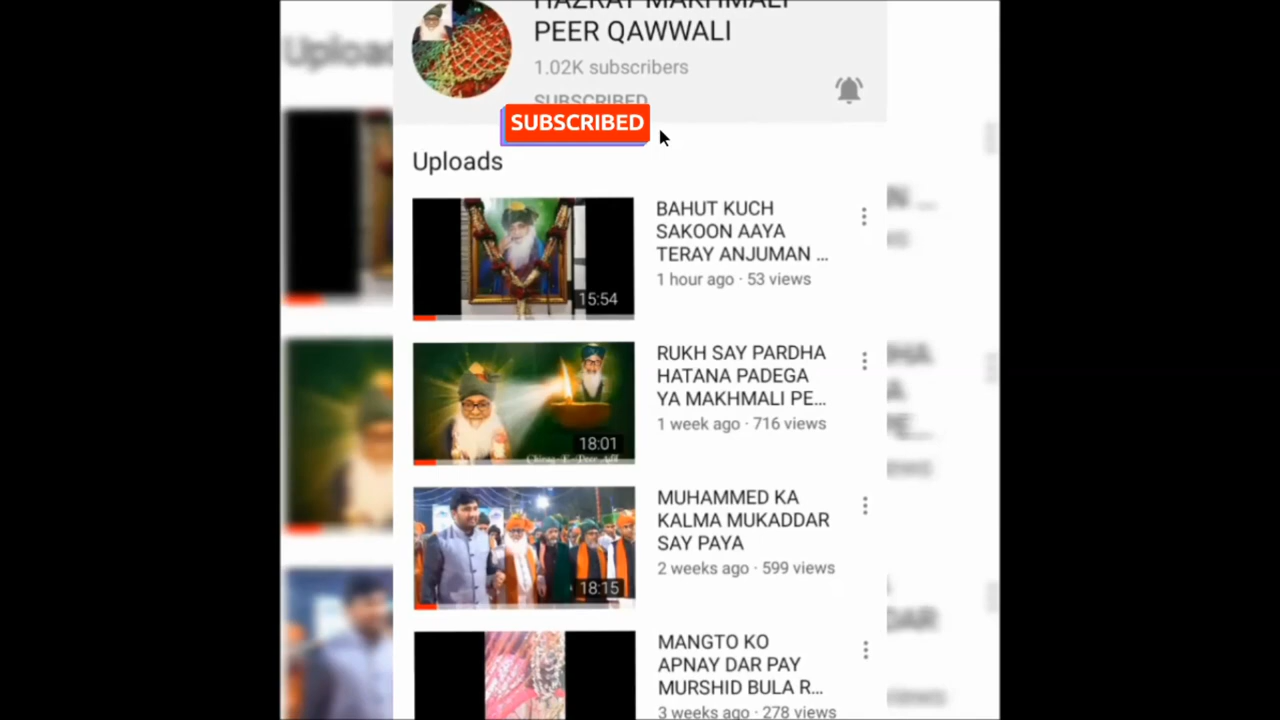 HAZRAT MAKHMALI
PEER QAWWALI
1.02K subscribers
SUBSCRIBED
SUBSCRIBED
Uploads
15:54
BAHUT KUCH
SAKOON AAYA
TERAY ANJUMAN ...
1 hour ago · 53 views
18:01
RUKH SAY PARDHA
HATANA PADEGA
YA MAKHMALI PE...
1 week ago · 716 views
18:15
MUHAMMED KA
KALMA MUKADDAR
SAY PAYA
2 weeks ago · 599 views
MANGTO KO
APNAY DAR PAY
MURSHID BULA R...
3 weeks ago · 278 views